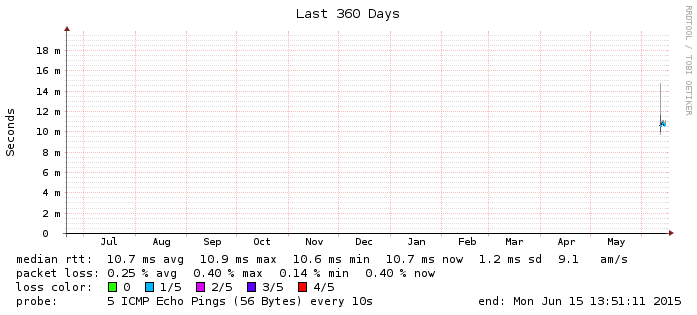 Last 360 Days
RRDTOOL / TOBI OETIKER
Seconds
18 m
16 m
14 m
12 m
10 m
8 m
6 m
4 m
2 m
0
Jul Aug Sep Oct Nov Dec Jan Feb Mar Apr May
median rtt: 10.7 ms avg 10.9 ms max 10.6 ms min 10.7 ms now 1.2 ms sd 9.1 am/s
packet loss: 0.25 % avg 0.40 % max 0.14 % min 0.40 % now
loss color: 0 1/5 2/5 3/5 4/5
probe: 5 ICMP Echo Pings (56 Bytes) every 10s end: Mon Jun 15 13:51:11 2015